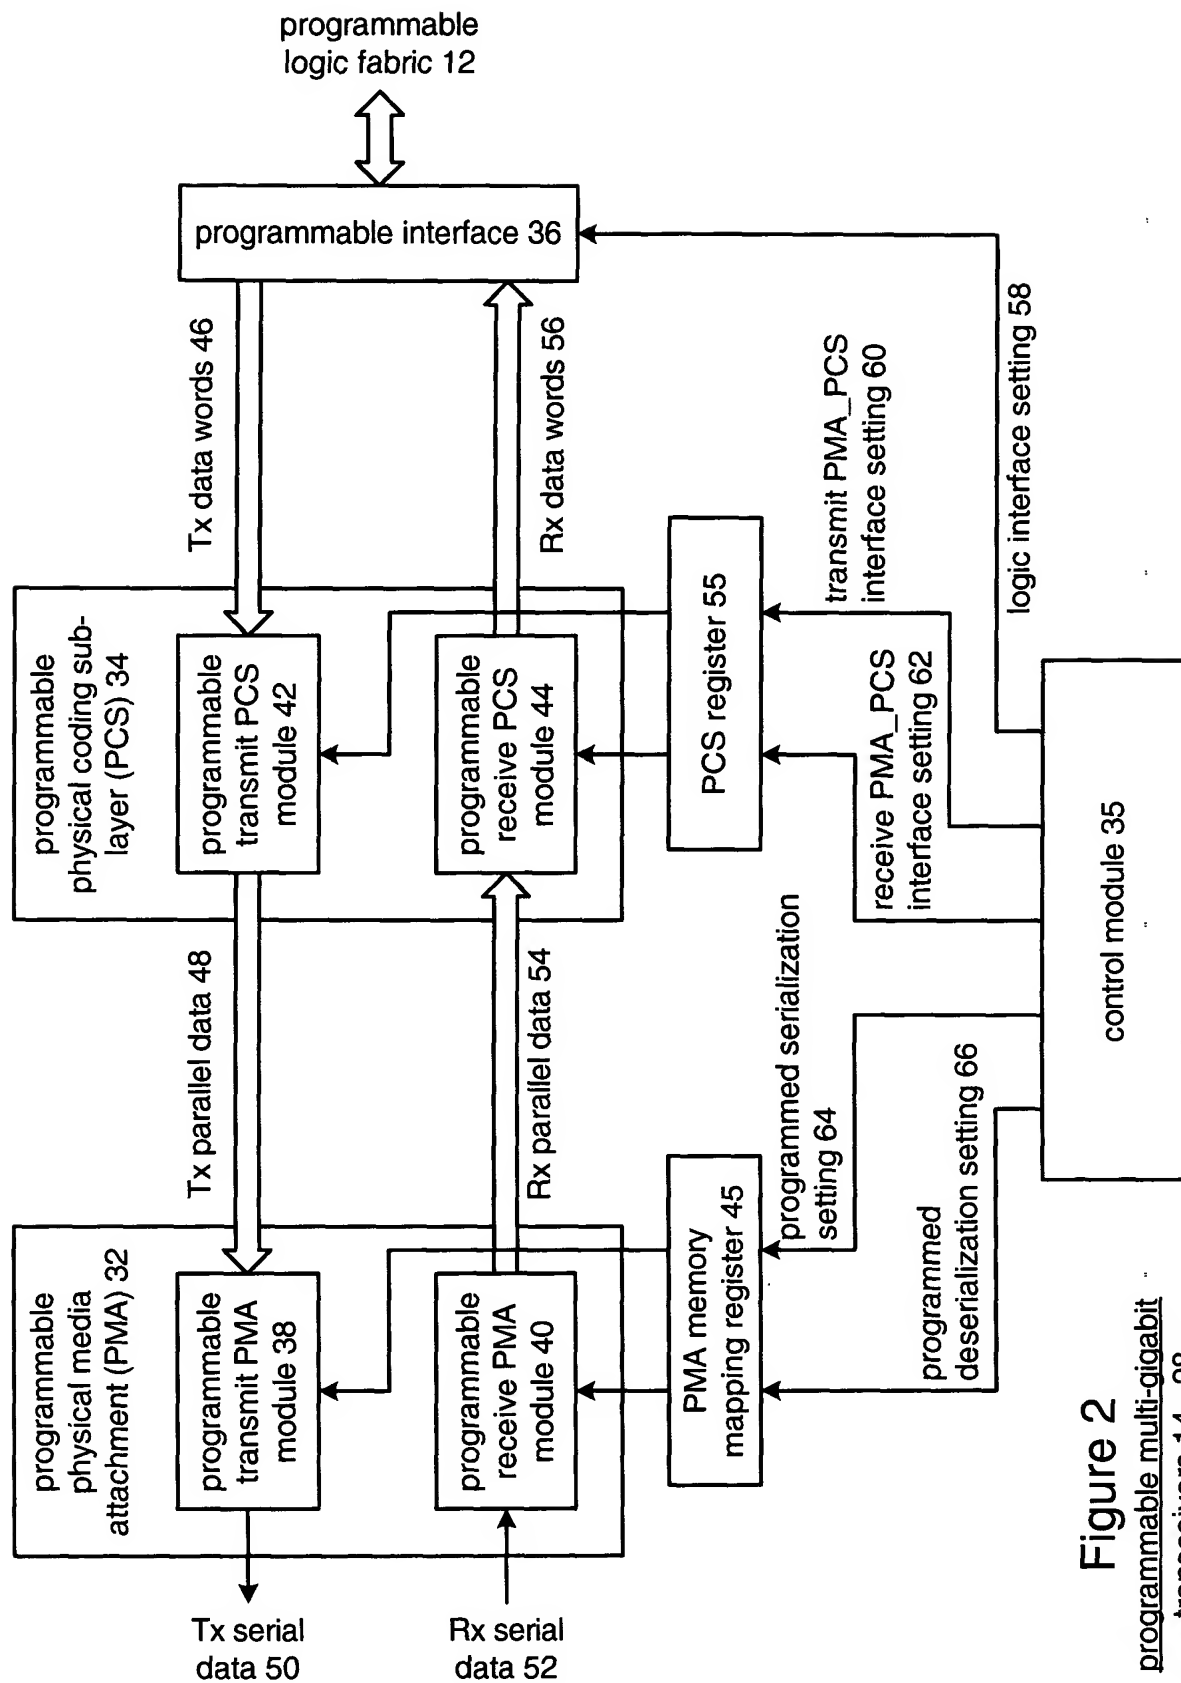 programmable
logic fabric 12
programmable interface 36
Tx data words 46
Rx data words 56
programmable
physical coding sub-
layer (PCS) 34
programmable
transmit PCS
module 42
programmable
receive PCS
module 44
PCS register 55
transmit PMA_PCS
interface setting 60
logic interface setting 58
receive PMA_PCS
interface setting 62
Tx parallel data 48
Rx parallel data 54
programmable
physical media
attachment (PMA) 32
programmable
transmit PMA
module 38
programmable
receive PMA
module 40
PMA memory
mapping register 45
programmed serialization
setting 64
programmed
deserialization setting 66
control module 35
Tx serial
data 50
Rx serial
data 52
Figure 2
programmable multi-gigabit